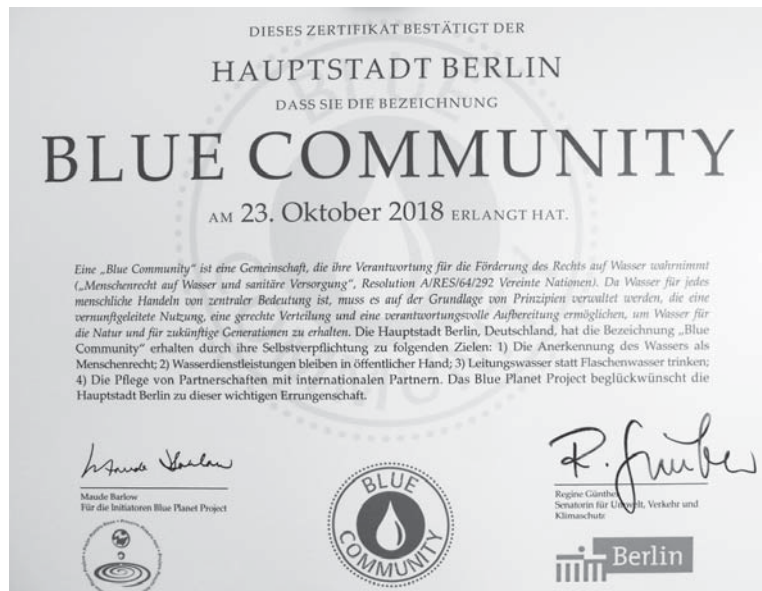 DIESES ZERTIFIKAT BESTÄTIGT DER
HAUPTSTADT BERLIN
DASS SIE DIE BEZEICHNUNG
BLUE COMMUNITY
AM 23. Oktober 2018 ERLANGT HAT.
Eine „Blue Community" ist eine Gemeinschaft, die ihre Verantwortung für die Förderung des Rechts auf Wasser wahrnimmt
(„Menschenrecht auf Wasser und sanitäre Versorgung", Resolution A/RES/64/292 Vereinte Nationen). Da Wasser für jedes
menschliche Handeln von zentraler Bedeutung ist, muss es auf der Grundlage von Prinzipien verwaltet werden, die eine
vernunftgeleitete Nutzung, eine gerechte Verteilung und eine verantwortungsvolle Aufbereitung ermöglichen, um Wasser für
die Natur und für zukünftige Generationen zu erhalten. Die Hauptstadt Berlin, Deutschland, hat die Bezeichnung „Blue
Community" erhalten durch ihre Selbstverpflichtung zu folgenden Zielen: 1) Die Anerkennung des Wassers als
Menschenrecht; 2) Wasserdienstleistungen bleiben in öffentlicher Hand; 3) Leitungswasser statt Flaschenwasser trinken;
4) Die Pflege von Partnerschaften mit internationalen Partnern. Das Blue Planet Project beglückwünscht die
Hauptstadt Berlin zu dieser wichtigen Errungenschaft.
Maude Barlow
Für die Initiatoren Blue Planet Project
BLUE
COMMUNITY
Regine Günther
Senatorin für Umwelt, Verkehr und
Klimaschutz
Berlin